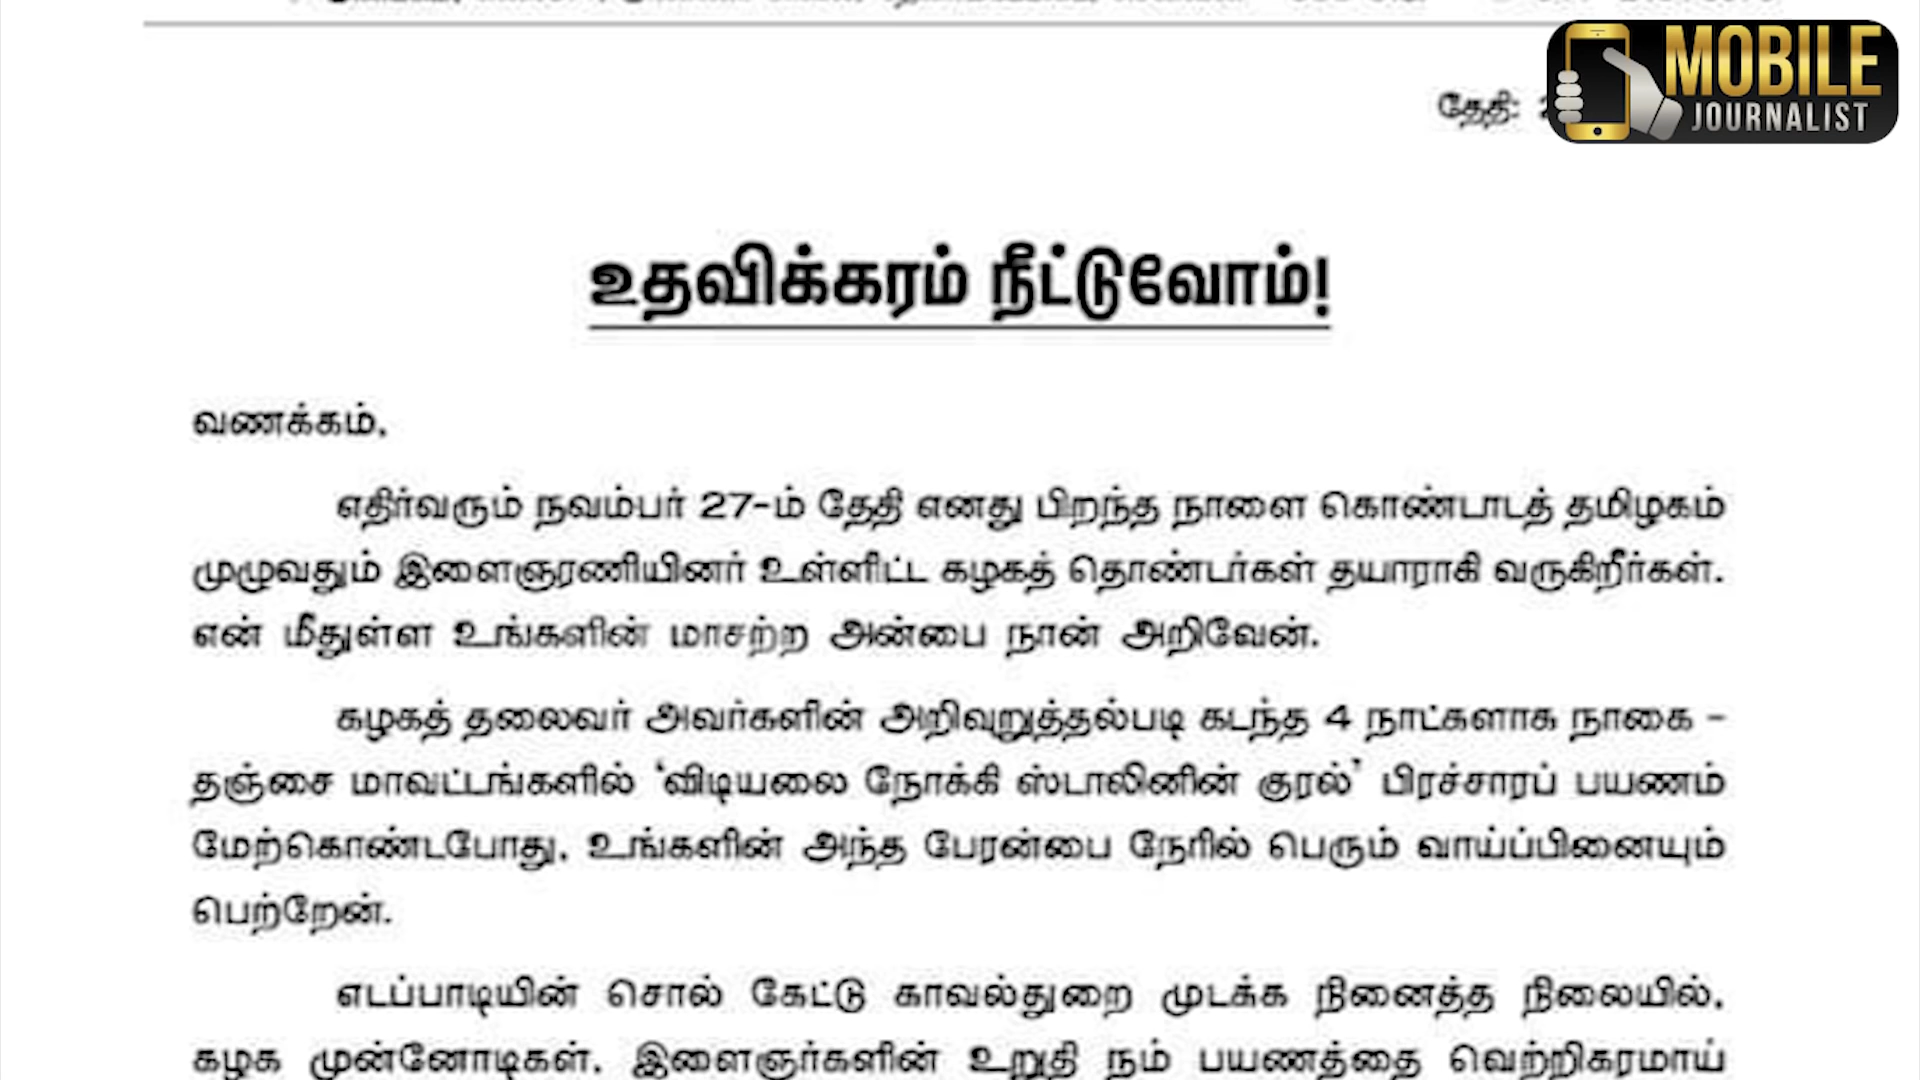 MOBILE
JOURNALIST
தேதி:
உதவிக்கரம் நீட்டுவோம்!
வணக்கம்,
எதிர்வரும் நவம்பர் 27-ம் தேதி எனது பிறந்த நாளை கொண்டாடத் தமிழகம்
முழுவதும் இளைஞரணியினர் உள்ளிட்ட கழகத் தொண்டர்கள் தயாராகி வருகிறீர்கள்.
என் மீதுள்ள உங்களின் மாசற்ற அன்பை நான் அறிவேன்.
கழகத் தலைவர் அவர்களின் அறிவுறுத்தல்படி கடந்த 4 நாட்களாக நாகை -
தஞ்சை மாவட்டங்களில் ‘விடியலை நோக்கி ஸ்டாலினின் குரல்’ பிரச்சாரப் பயணம்
மேற்கொண்டபோது, உங்களின் அந்த பேரன்பை நேரில் பெரும் வாய்ப்பினையும்
பெற்றேன்.
எடப்பாடியின் சொல் கேட்டு காவல்துறை முடக்க நினைத்த நிலையில்,
கழக முன்னோடிகள், இளைஞர்களின் உறுதி நம் பயணத்தை வெற்றிகரமாய்